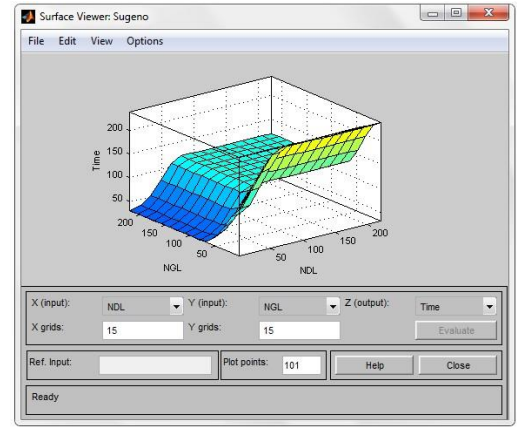 Surface Viewer: Sugeno
File Edit View Options
200
150
100
50
Time
200
150
100
50
NGL
50
100
150
200
NDL
X (input): NDL Y (input): NGL Z (output): Time
X grids: 15 Y grids: 15 Evaluate
Ref. Input: Plot points: 101 Help Close
Ready